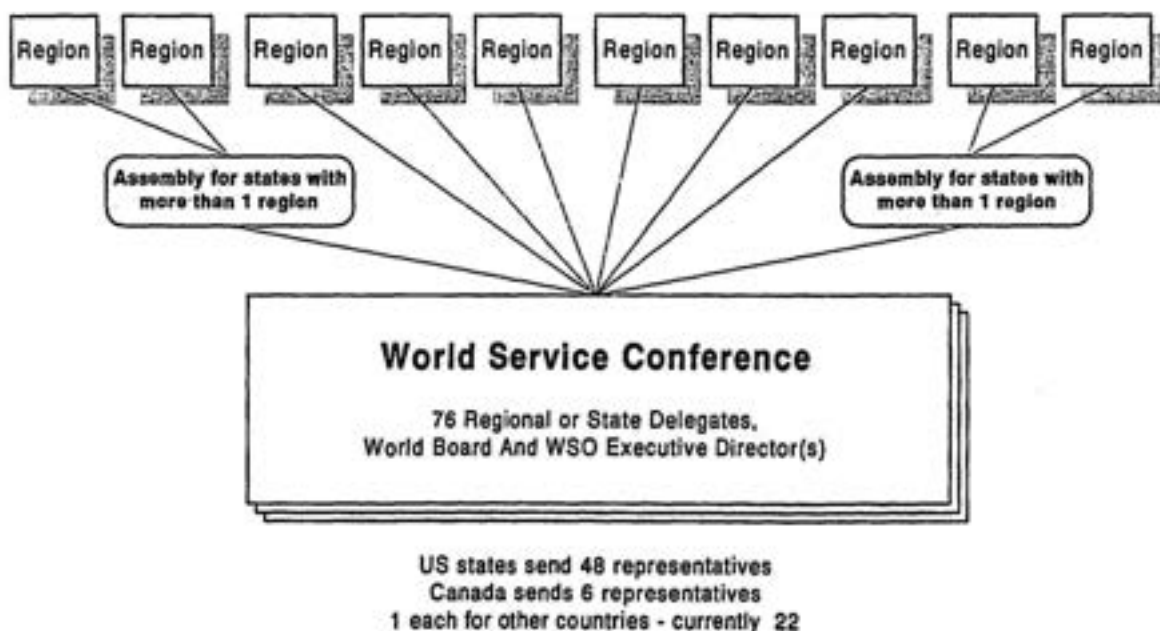 Region Region Region Region Region Region Region Region Region Region
Assembly for states with
more than 1 region
Assembly for states with
more than 1 region
World Service Conference
76 Regional or State Delegates,
World Board And WSO Executive Director(s)
US states send 48 representatives
Canada sends 6 representatives
1 each for other countries - currently 22